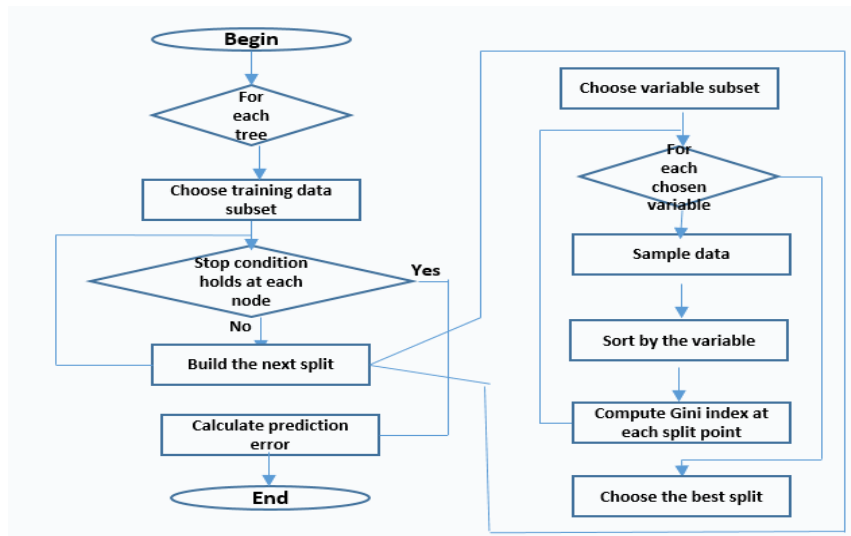 Begin
For
each
tree
Choose training data
subset
Stop condition
holds at each
node
Yes
No
Build the next split
Calculate prediction
error
End
Choose variable subset
For
each
chosen
variable
Sample data
Sort by the variable
Compute Gini index at
each split point
Choose the best split